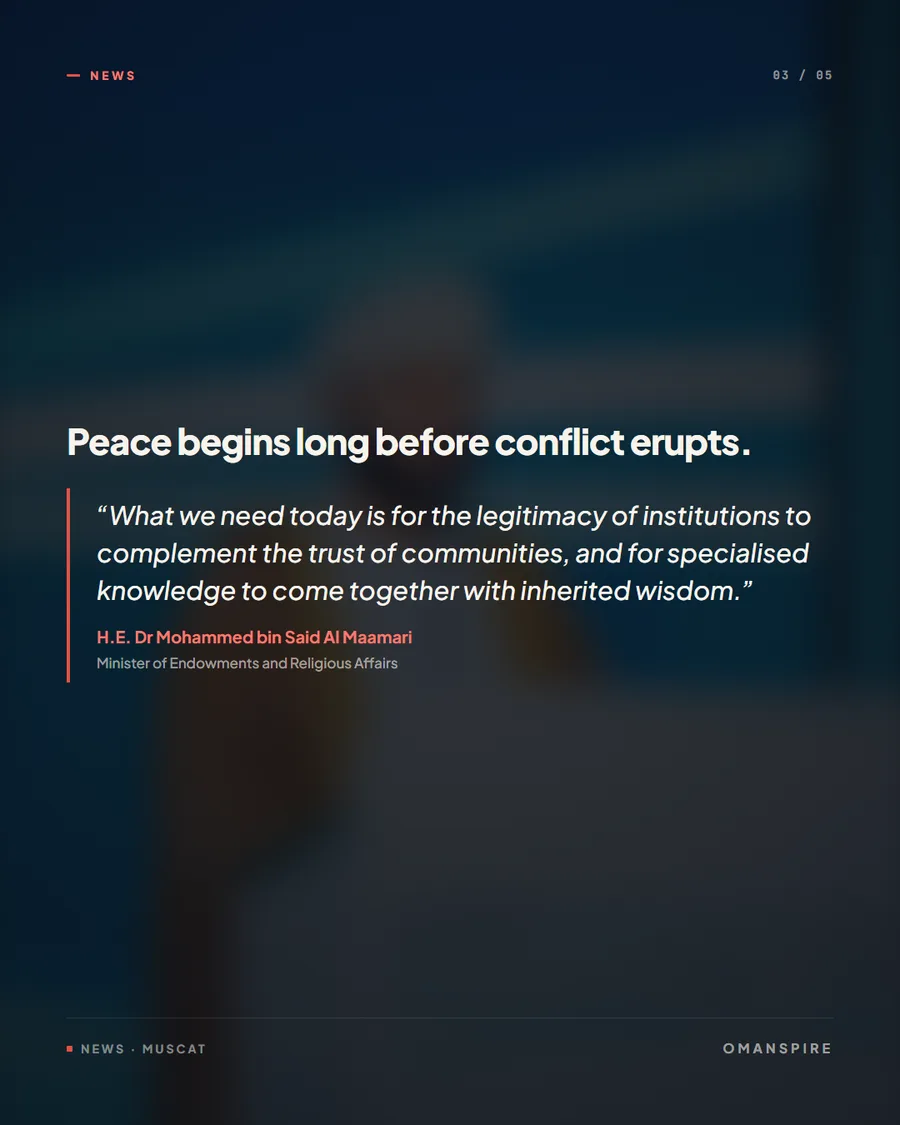 — NEWS
03 / 05
Peace begins long before conflict erupts.
“What we need today is for the legitimacy of institutions to
complement the trust of communities, and for specialised
knowledge to come together with inherited wisdom.”
H.E. Dr Mohammed bin Said Al Maamari
Minister of Endowments and Religious Affairs
NEWS · MUSCAT
OMANSPIRE